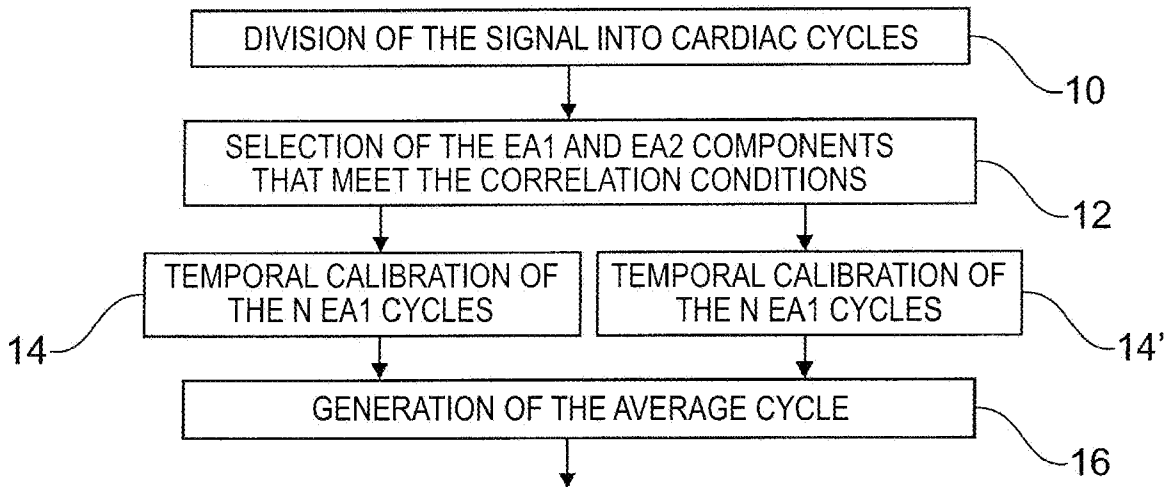 DIVISION OF THE SIGNAL INTO CARDIAC CYCLES
10
SELECTION OF THE EA1 AND EA2 COMPONENTS
THAT MEET THE CORRELATION CONDITIONS
12
TEMPORAL CALIBRATION OF
THE N EA1 CYCLES
14
TEMPORAL CALIBRATION OF
THE N EA1 CYCLES
14'
GENERATION OF THE AVERAGE CYCLE
16